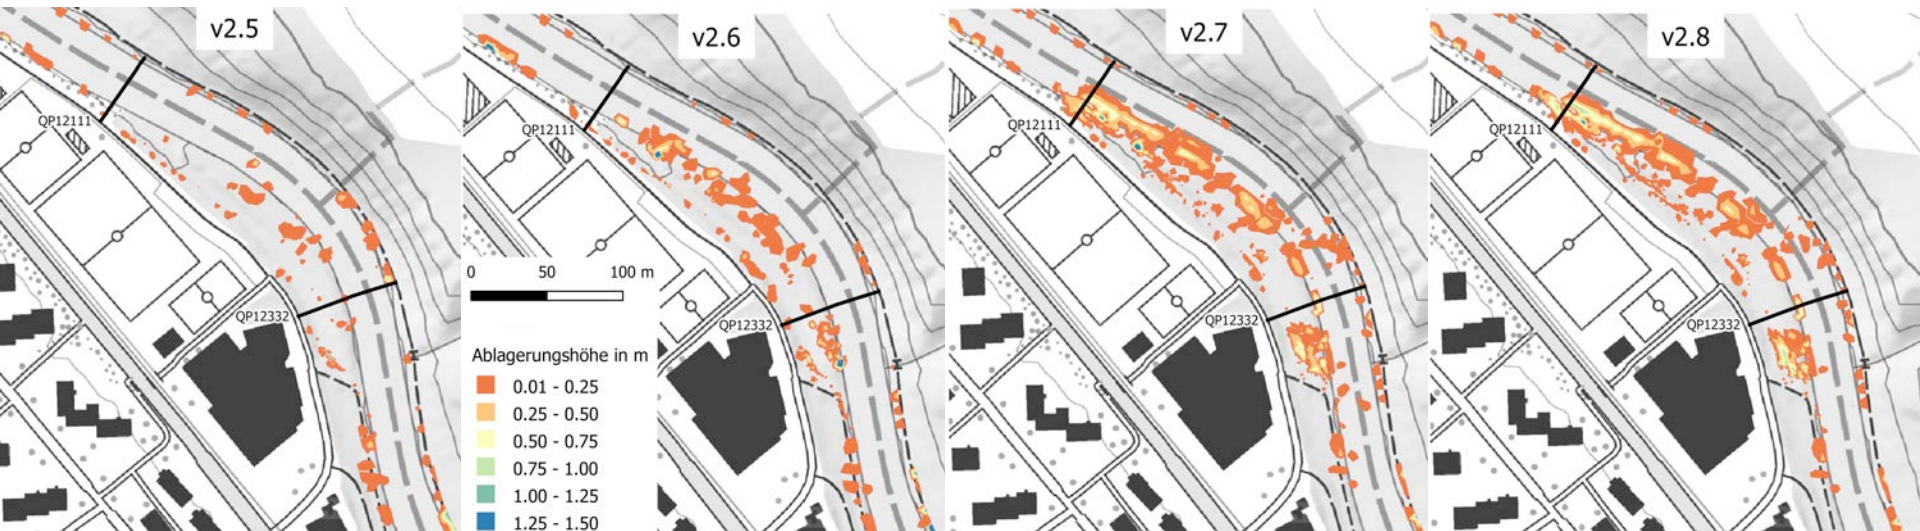 v2.5
QP12111
QP12332
v2.6
QP12111
0 50 100 m
QP12332
Ablagerungshöhe in m
0.01 - 0.25
0.25 - 0.50
0.50 - 0.75
0.75 - 1.00
1.00 - 1.25
1.25 - 1.50
v2.7
QP12111
QP12332
v2.8
QP12111
QP12332